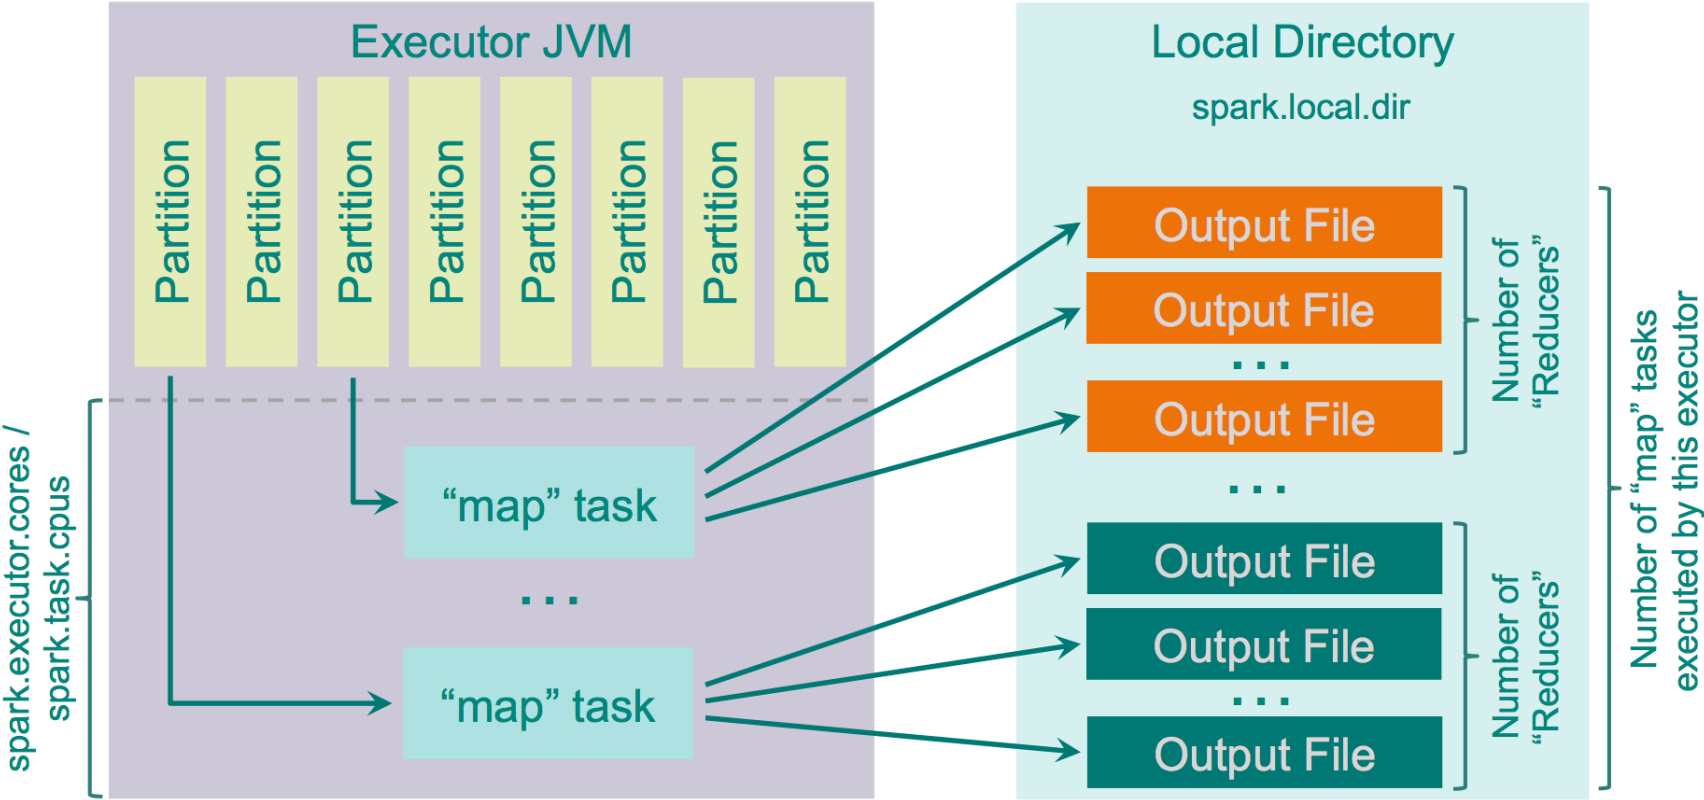 Executor JVM
Partition
Partition
Partition
Partition
Partition
Partition
Partition
Partition
spark.executor.cores /
spark.task.cpus
“map” task
...
“map” task
Local Directory
spark.local.dir
Output File
Output File
...
Output File
Number of
“Reducers”
...
Output File
Output File
...
Output File
Number of
“Reducers”
Number of “map” tasks
executed by this executor